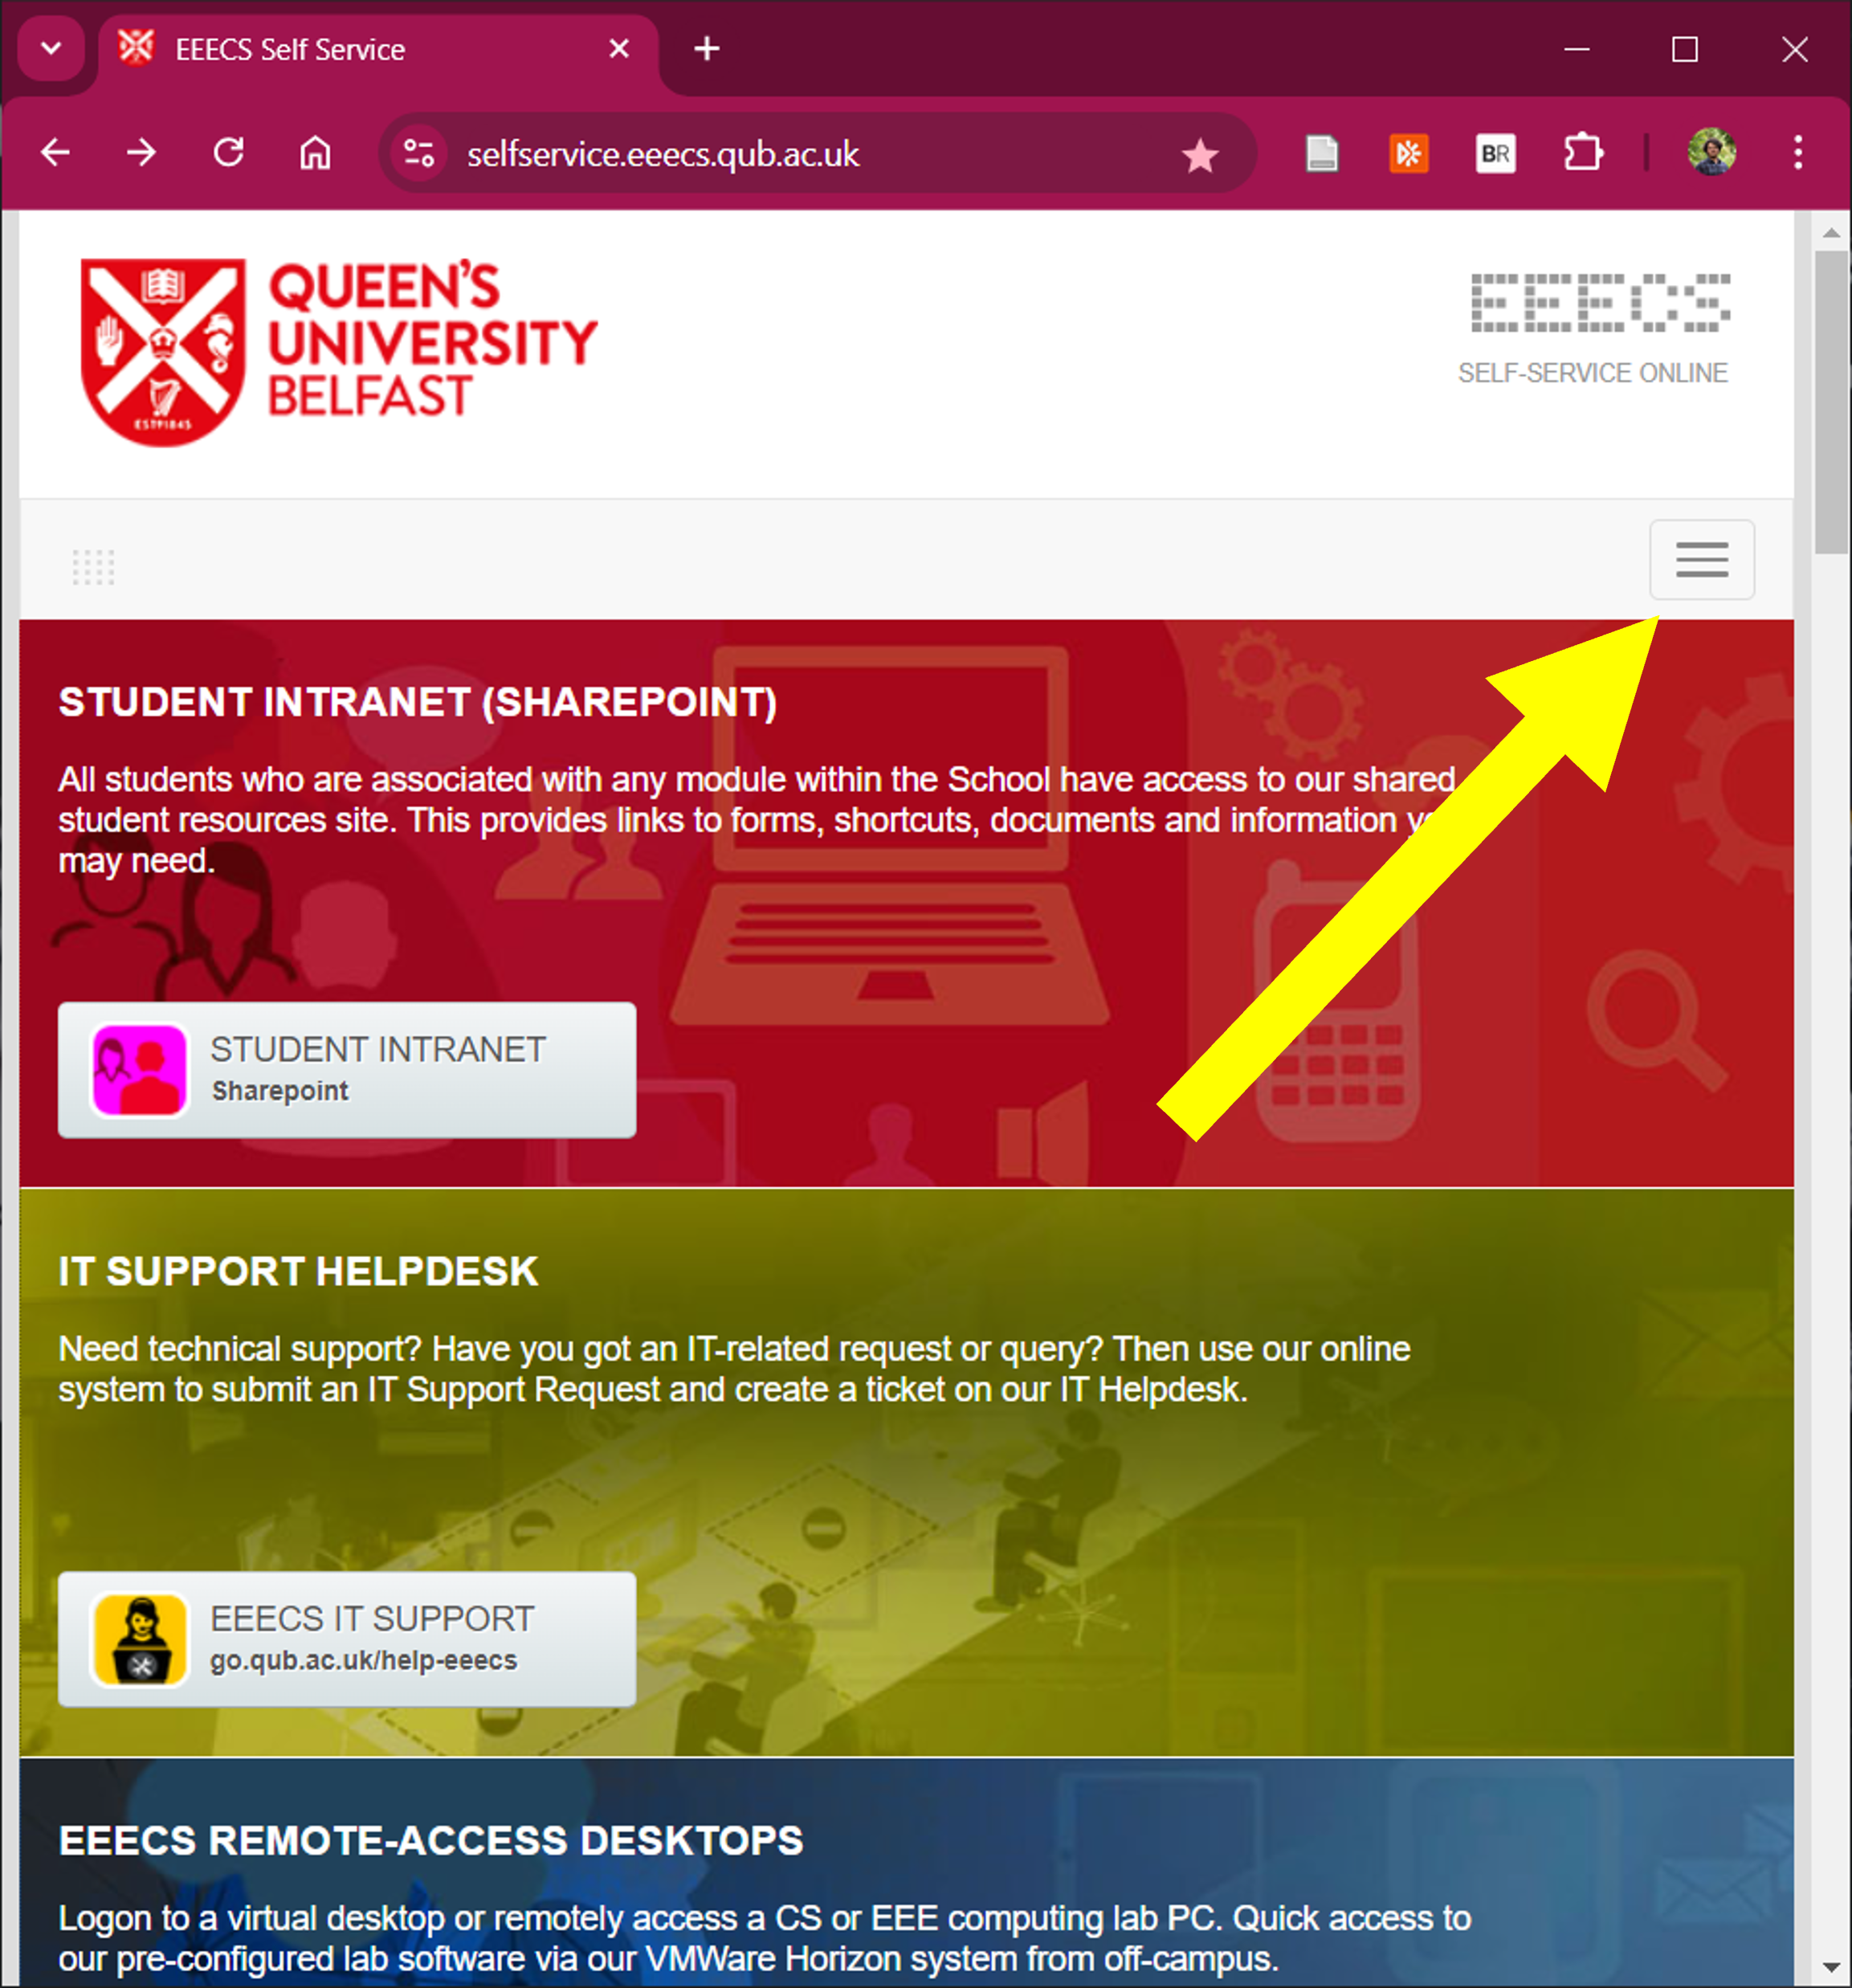 EEECS Self Service
selfservice.eeecs.qub.ac.uk
BR
QUEEN'S
UNIVERSITY
BELFAST
ESTD1845
EEECS
SELF-SERVICE ONLINE
STUDENT INTRANET (SHAREPOINT)
All students who are associated with any module within the School have access to our shared
student resources site. This provides links to forms, shortcuts, documents and information
may need.
STUDENT INTRANET
Sharepoint
IT SUPPORT HELPDESK
Need technical support? Have you got an IT-related request or query? Then use our online
system to submit an IT Support Request and create a ticket on our IT Helpdesk.
EEECS IT SUPPORT
go.qub.ac.uk/help-eeecs
EEECS REMOTE-ACCESS DESKTOPS
Logon to a virtual desktop or remotely access a CS or EEE computing lab PC. Quick access to
our pre-configured lab software via our VMWare Horizon system from off-campus.